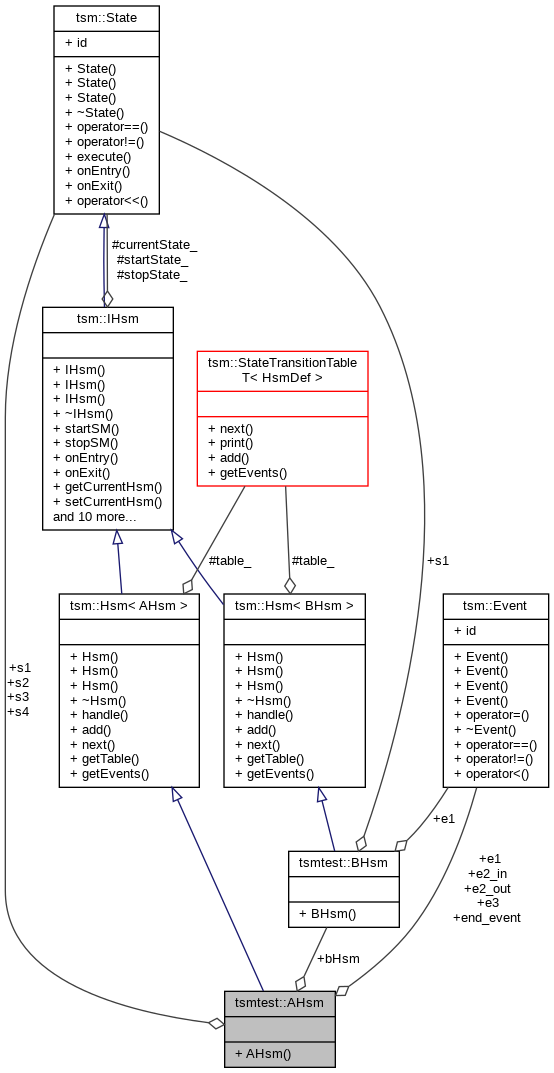 tsm::State
+ id
+ State()
+ State()
+ State()
+ ~State()
+ operator==()
+ operator!=()
+ execute()
+ onEntry()
+ onExit()
+ operator<<()
#currentState_
#startState_
#stopState_
tsm::IHsm
+ IHsm()
+ IHsm()
+ IHsm()
+ ~IHsm()
+ startSM()
+ stopSM()
+ onEntry()
+ onExit()
+ getCurrentHsm()
+ setCurrentHsm()
and 10 more...
tsm::StateTransitionTable
T< HsmDef >
+ next()
+ print()
+ add()
+ getEvents()
#table_
#table_
+s1
tsm::Hsm< AHsm >
+ Hsm()
+ Hsm()
+ Hsm()
+ ~Hsm()
+ handle()
+ add()
+ next()
+ getTable()
+ getEvents()
tsm::Hsm< BHsm >
+ Hsm()
+ Hsm()
+ Hsm()
+ ~Hsm()
+ handle()
+ add()
+ next()
+ getTable()
+ getEvents()
tsm::Event
+ id
+ Event()
+ Event()
+ Event()
+ Event()
+ operator=()
+ ~Event()
+ operator==()
+ operator!=()
+ operator<()
+s1
+s2
+s3
+s4
+e1
tsmtest::BHsm
+ BHsm()
+e1
+e2_in
+e2_out
+e3
+end_event
+bHsm
tsmtest::AHsm
+ AHsm()